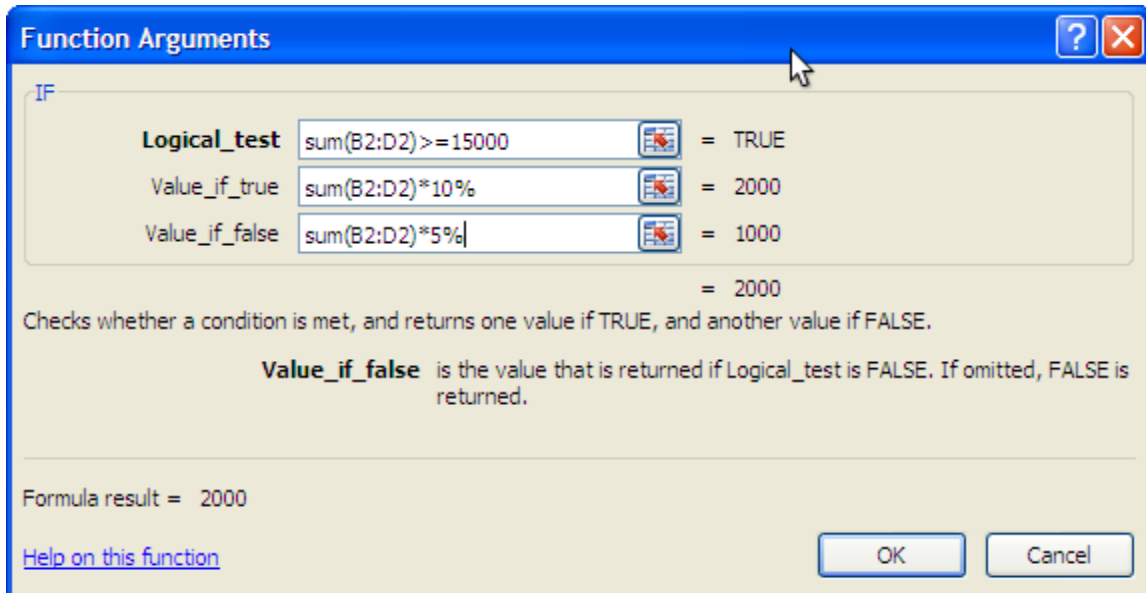 Function Arguments ?
IF
Logical_test sum(B2:D2)>=15000 = TRUE
Value_if_true sum(B2:D2)*10% = 2000
Value_if_false sum(B2:D2)*5% = 1000
= 2000
Checks whether a condition is met, and returns one value if TRUE, and another value if FALSE.
Value_if_false is the value that is returned if Logical_test is FALSE. If omitted, FALSE is
returned.
Formula result = 2000
Help on this function OK Cancel